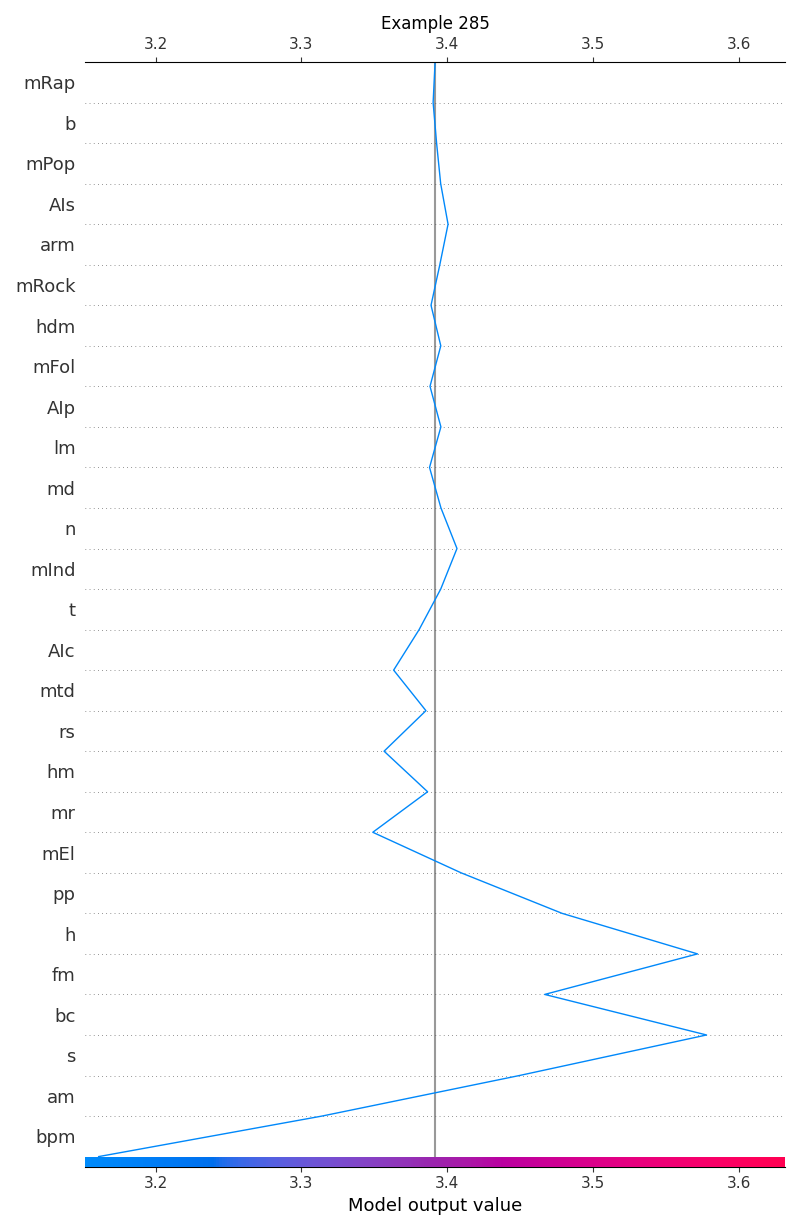 Example 285
3.2 3.3 3.4 3.5 3.6
mRap
b
mPop
AIs
arm
mRock
hdm
mFol
AIp
lm
md
n
mInd
t
AIc
mtd
rs
hm
mr
mEl
pp
h
fm
bc
s
am
bpm
3.2 3.3 3.4 3.5 3.6
Model output value